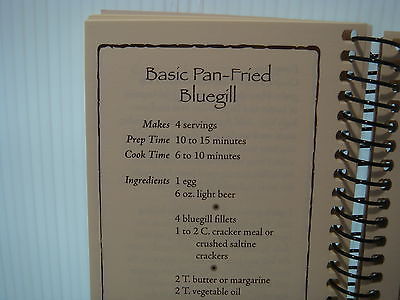 Basic Pan-Fried
Bluegill
Makes 4 servings
Prep Time 10 to 15 minutes
Cook Time 6 to 10 minutes
Ingredients 1 egg
6 oz. light beer
4 bluegill fillets
1 to 2 C. cracker meal or
crushed saltine
crackers
2 T. butter or margarine
2 T. vegetable oil